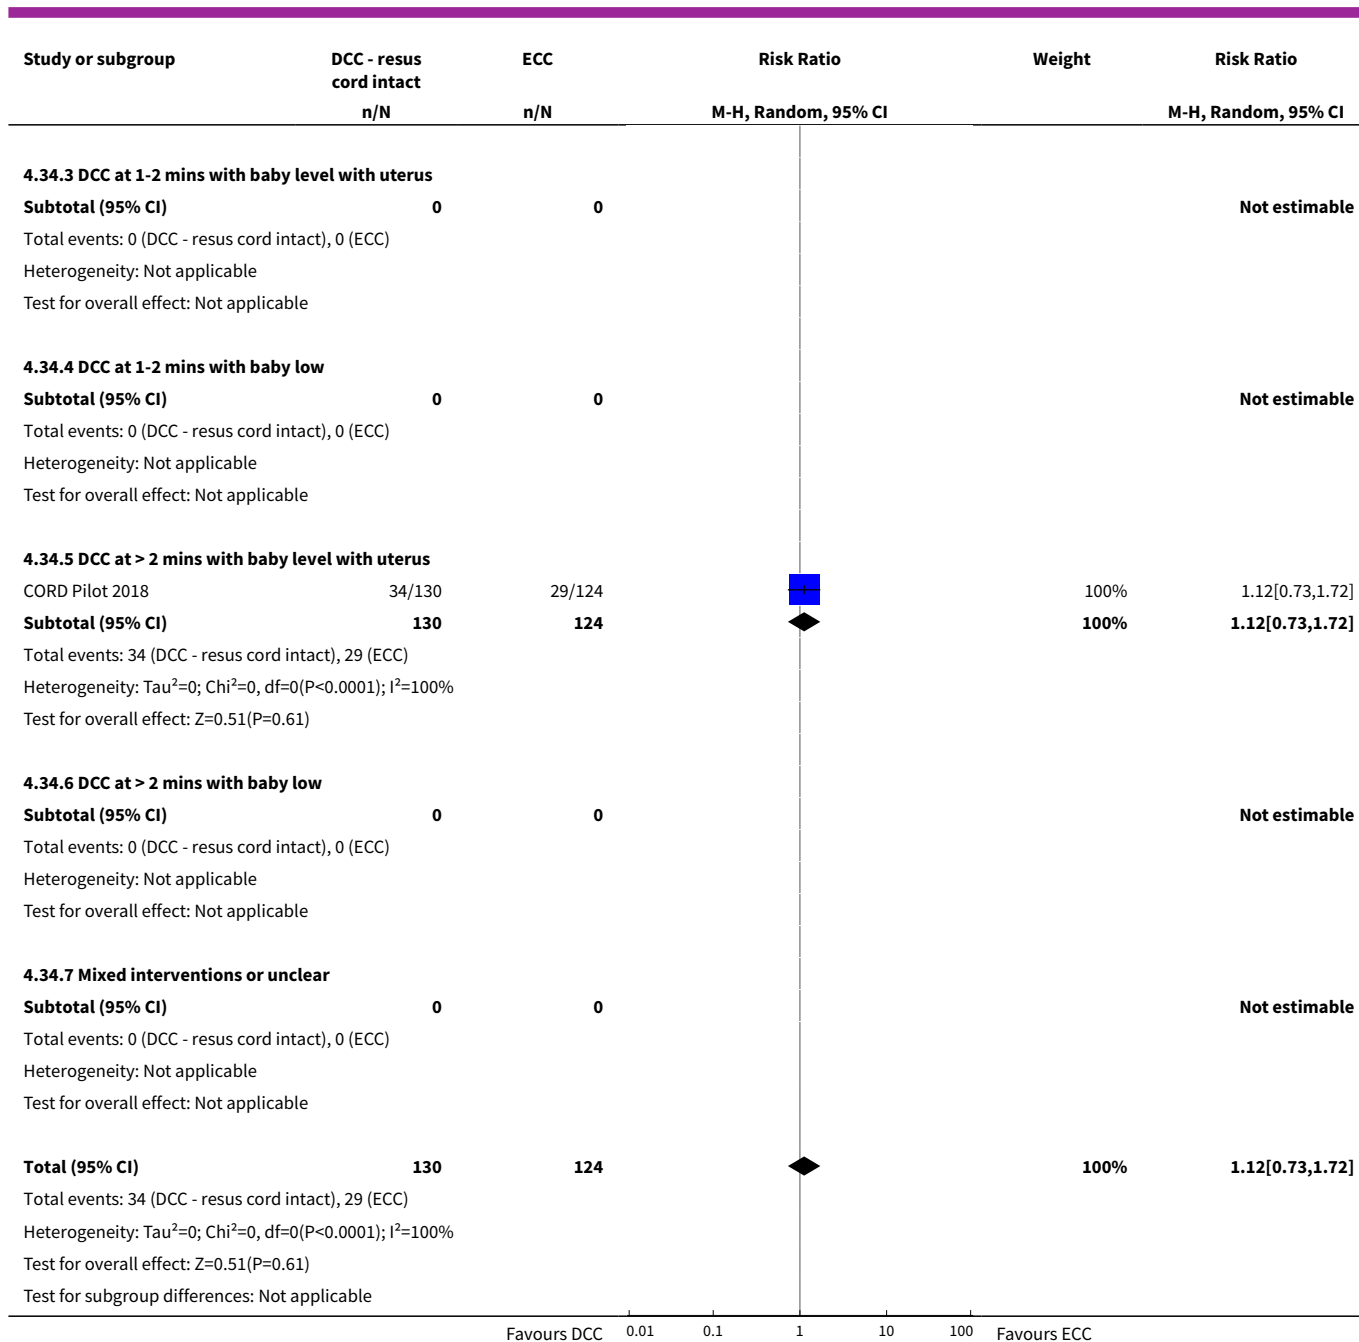 Study or subgroup DCC - resus cord intact ECC Risk Ratio Weight Risk Ratio
n/N n/N M-H, Random, 95% CI M-H, Random, 95% CI
4.34.3 DCC at 1-2 mins with baby level with uterus
Subtotal (95% CI) 0 0 Not estimable
Total events: 0 (DCC - resus cord intact), 0 (ECC)
Heterogeneity: Not applicable
Test for overall effect: Not applicable
4.34.4 DCC at 1-2 mins with baby low
Subtotal (95% CI) 0 0 Not estimable
Total events: 0 (DCC - resus cord intact), 0 (ECC)
Heterogeneity: Not applicable
Test for overall effect: Not applicable
4.34.5 DCC at > 2 mins with baby level with uterus
CORD Pilot 2018 34/130 29/124 100% 1.12[0.73,1.72]
Subtotal (95% CI) 130 124 100% 1.12[0.73,1.72]
Total events: 34 (DCC - resus cord intact), 29 (ECC)
Heterogeneity: Tau²=0; Chi²=0, df=0(P<0.0001); I²=100%
Test for overall effect: Z=0.51(P=0.61)
4.34.6 DCC at > 2 mins with baby low
Subtotal (95% CI) 0 0 Not estimable
Total events: 0 (DCC - resus cord intact), 0 (ECC)
Heterogeneity: Not applicable
Test for overall effect: Not applicable
4.34.7 Mixed interventions or unclear
Subtotal (95% CI) 0 0 Not estimable
Total events: 0 (DCC - resus cord intact), 0 (ECC)
Heterogeneity: Not applicable
Test for overall effect: Not applicable
Total (95% CI) 130 124 100% 1.12[0.73,1.72]
Total events: 34 (DCC - resus cord intact), 29 (ECC)
Heterogeneity: Tau²=0; Chi²=0, df=0(P<0.0001); I²=100%
Test for overall effect: Z=0.51(P=0.61)
Test for subgroup differences: Not applicable
Favours DCC 0.01 0.1 1 10 100 Favours ECC